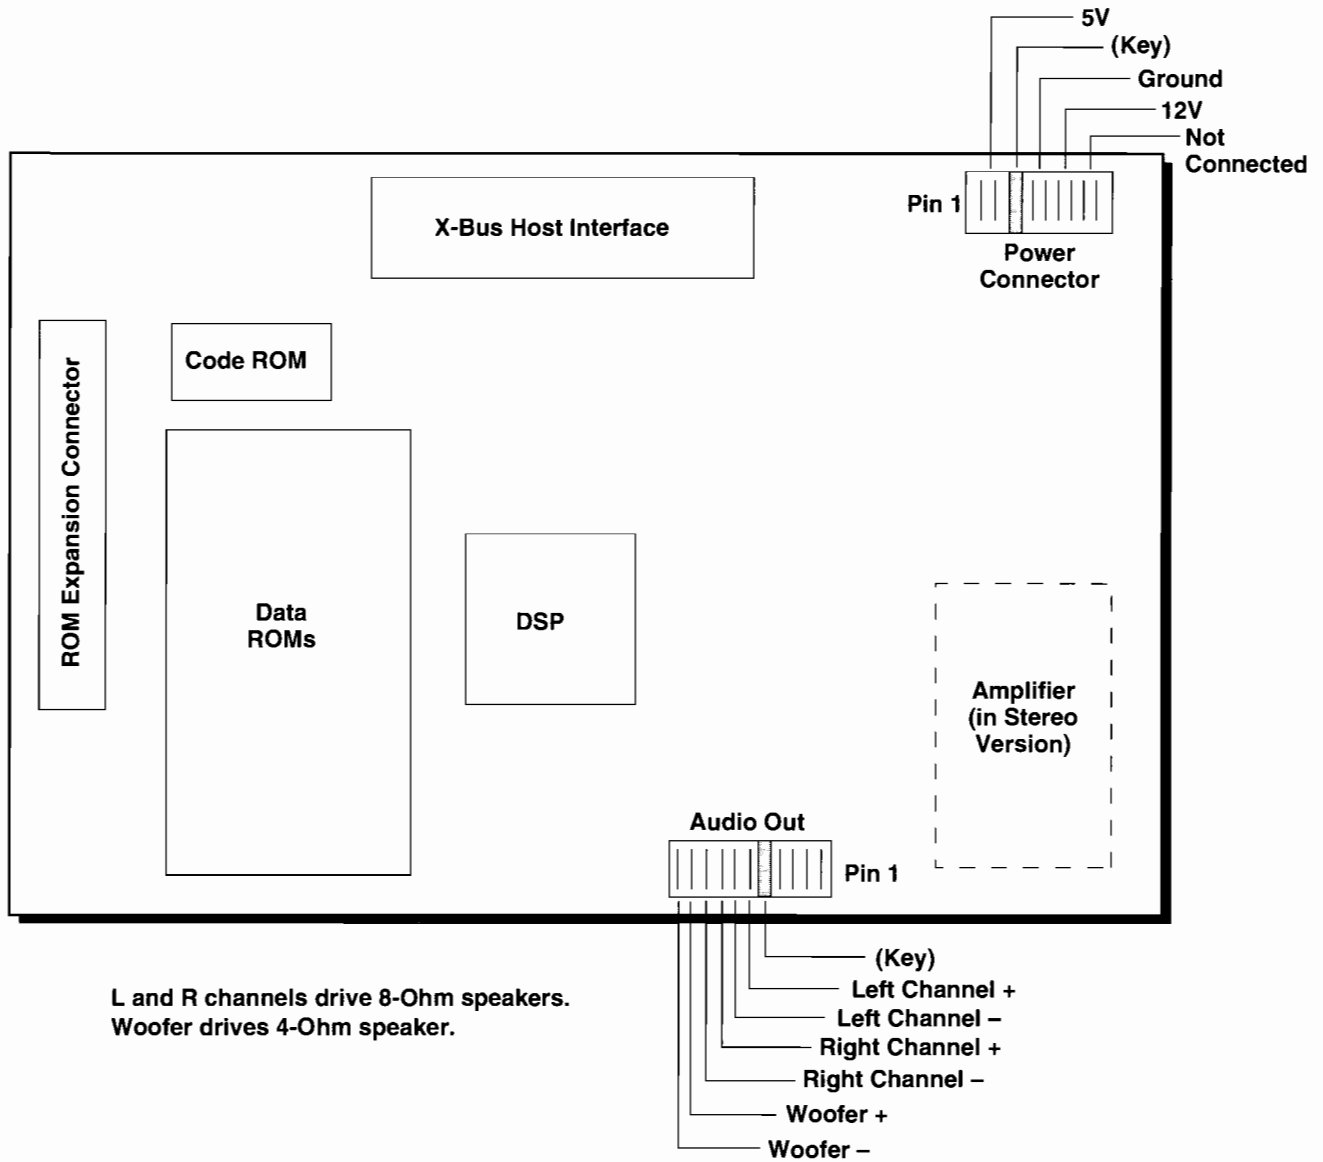 5V
(Key)
Ground
12V
Not
Connected
Pin 1
Power
Connector
X-Bus Host Interface
Code ROM
ROM Expansion Connector
Data
ROMs
DSP
Amplifier
(in Stereo
Version)
Audio Out
Pin 1
(Key)
Left Channel +
Left Channel –
Right Channel +
Right Channel –
Woofer +
Woofer –
L and R channels drive 8-Ohm speakers.
Woofer drives 4-Ohm speaker.